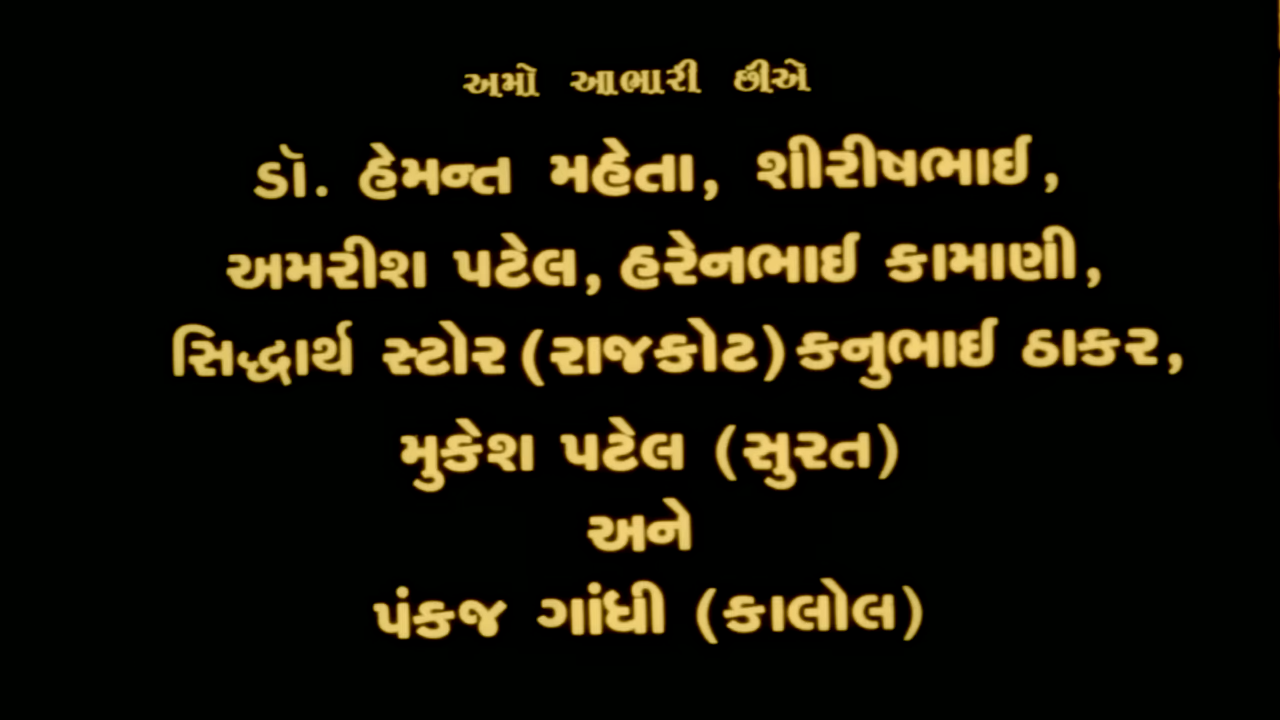 અમો આભારી છીએ
ડૉ. હેમન્ત મહેતા, શીરીષભાઈ,
અમરીશ પટેલ, હરેનભાઈ કામાણી,
સિદ્ધાર્થ સ્ટોર (રાજકોટ) કનુભાઈ ઠાકર,
મુકેશ પટેલ (સુરત)
અને
પંકજ ગાંધી (કાલોલ)